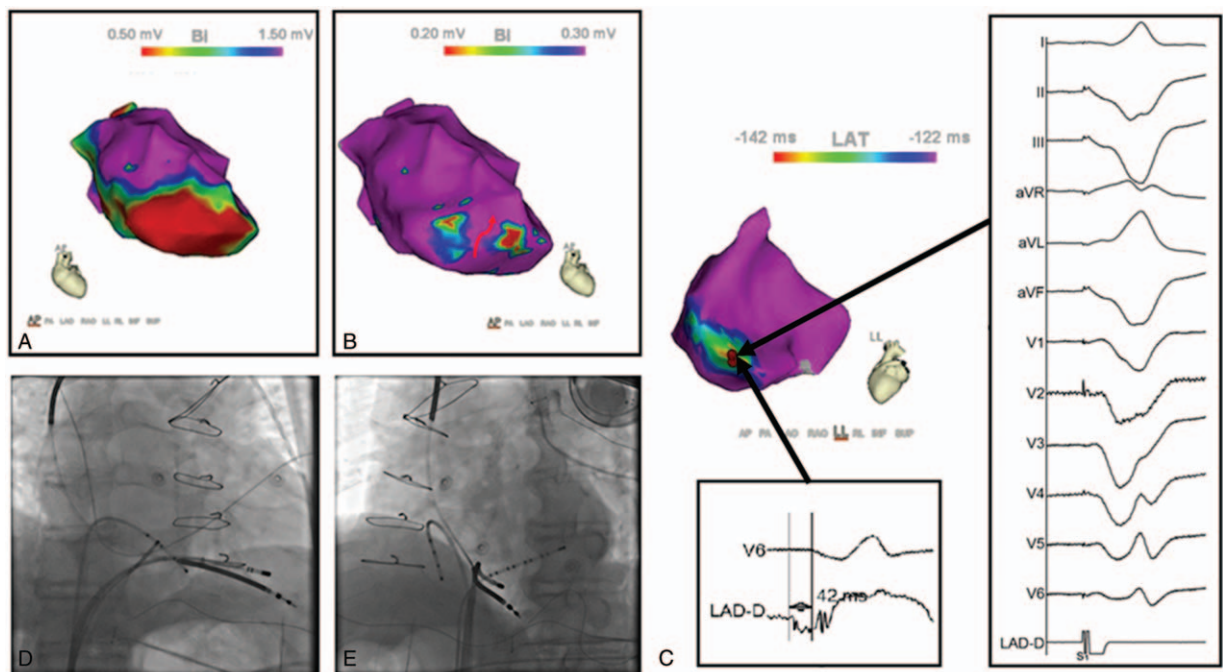 0.50 mV BI 1.50 mV
AP
AP PA LAO RAO LL RL INF SUP
A
0.20 mV BI 0.30 mV
AP
AP PA LAO RAO LL RL INF SUP
B
-142 ms LAT -122 ms
LL
AP PA LAO RAO LL RL INF SUP
V6
42 ms
LAD-D
C
I
II
III
aVR
aVL
aVF
V1
V2
V3
V4
V5
V6
LAD-D
S1
D
E